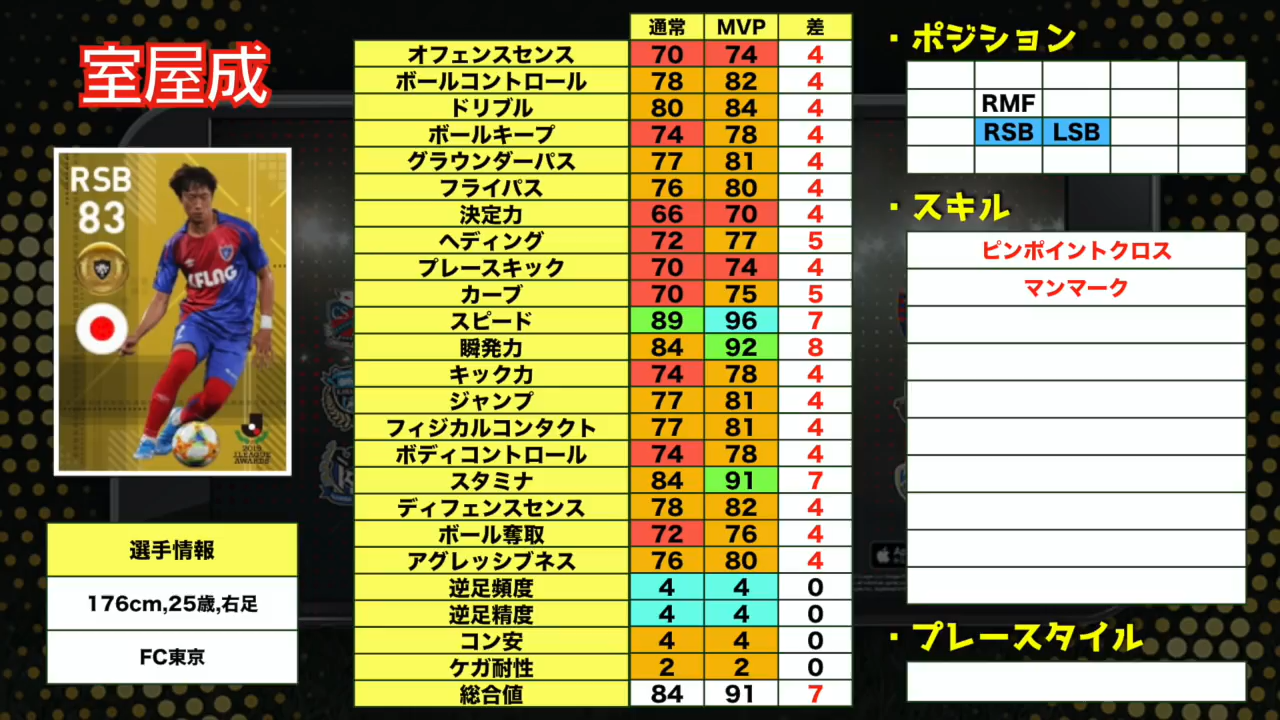 室屋成
RSB
83
KFLAG
2019
J.LEAGUE
AWARDS
選手情報
176cm,25歳,右足
FC東京
通常 MVP 差
オフェンスセンス 70 74 4
ボールコントロール 78 82 4
ドリブル 80 84 4
ボールキープ 74 78 4
グラウンダーパス 77 81 4
フライパス 76 80 4
決定力 66 70 4
ヘディング 72 77 5
プレースキック 70 74 4
カーブ 70 75 5
スピード 89 96 7
瞬発力 84 92 8
キック力 74 78 4
ジャンプ 77 81 4
フィジカルコンタクト 77 81 4
ボディコントロール 74 78 4
スタミナ 84 91 7
ディフェンスセンス 78 82 4
ボール奪取 72 76 4
アグレッシブネス 76 80 4
逆足頻度 4 4 0
逆足精度 4 4 0
コン安 4 4 0
ケガ耐性 2 2 0
総合値 84 91 7
・ポジション
RMF
RSB LSB
・スキル
ピンポイントクロス
マンマーク
・プレースタイル